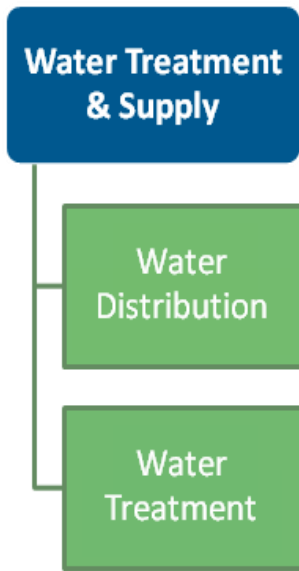 Water Treatment
& Supply
Water
Distribution
Water
Treatment